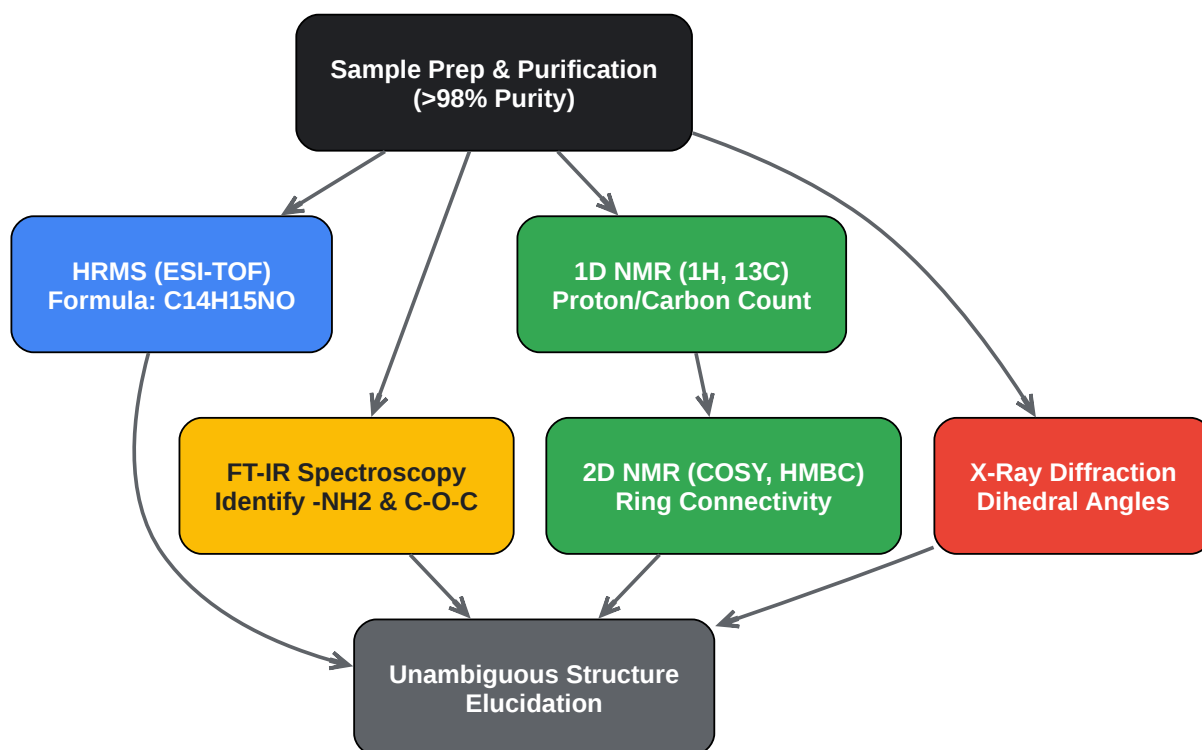 Sample Prep & Purification
(>98% Purity)
HRMS (ESI-TOF)
Formula: C14H15NO
1D NMR (1H, 13C)
Proton/Carbon Count
FT-IR Spectroscopy
Identify -NH2 & C-O-C
2D NMR (COSY, HMBC)
Ring Connectivity
X-Ray Diffraction
Dihedral Angles
Unambiguous Structure
Elucidation